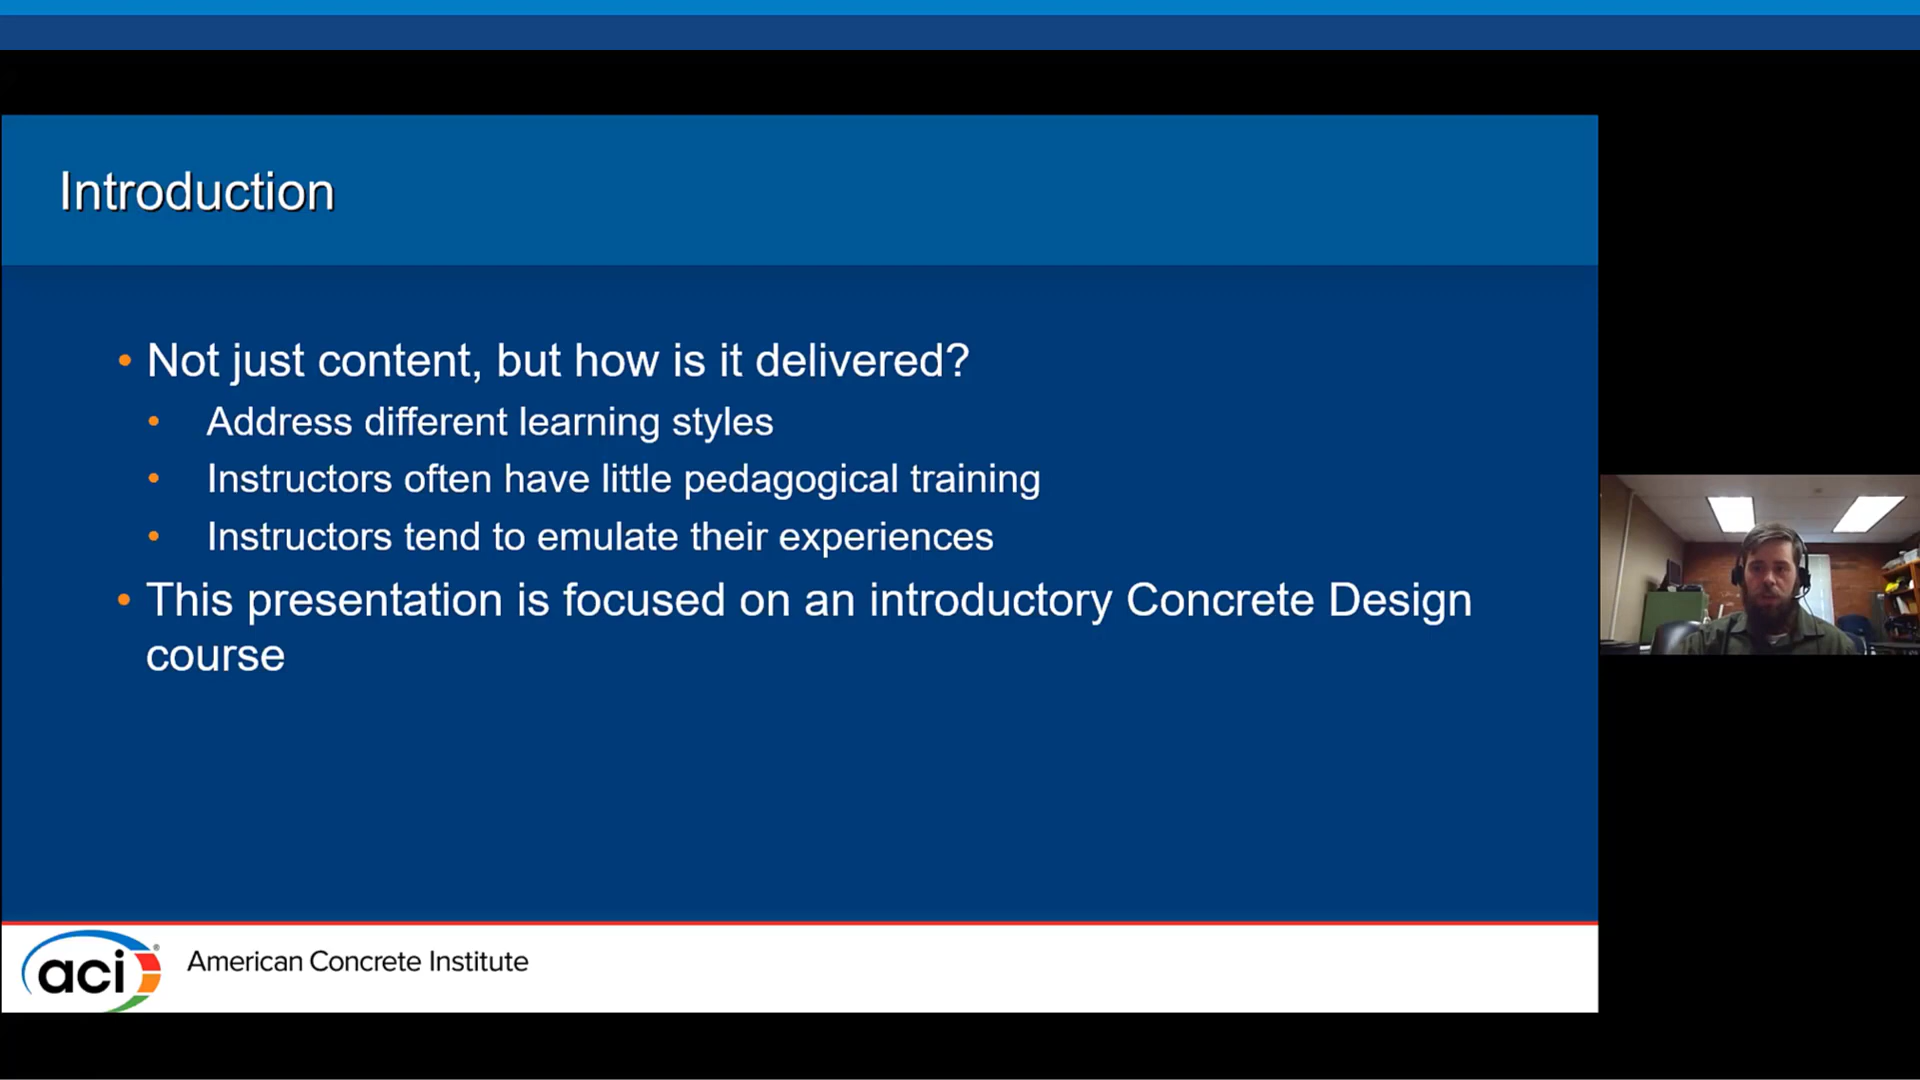 Introduction
• Not just content, but how is it delivered?
• Address different learning styles
• Instructors often have little pedagogical training
• Instructors tend to emulate their experiences
• This presentation is focused on an introductory Concrete Design
course
aci®
American Concrete Institute